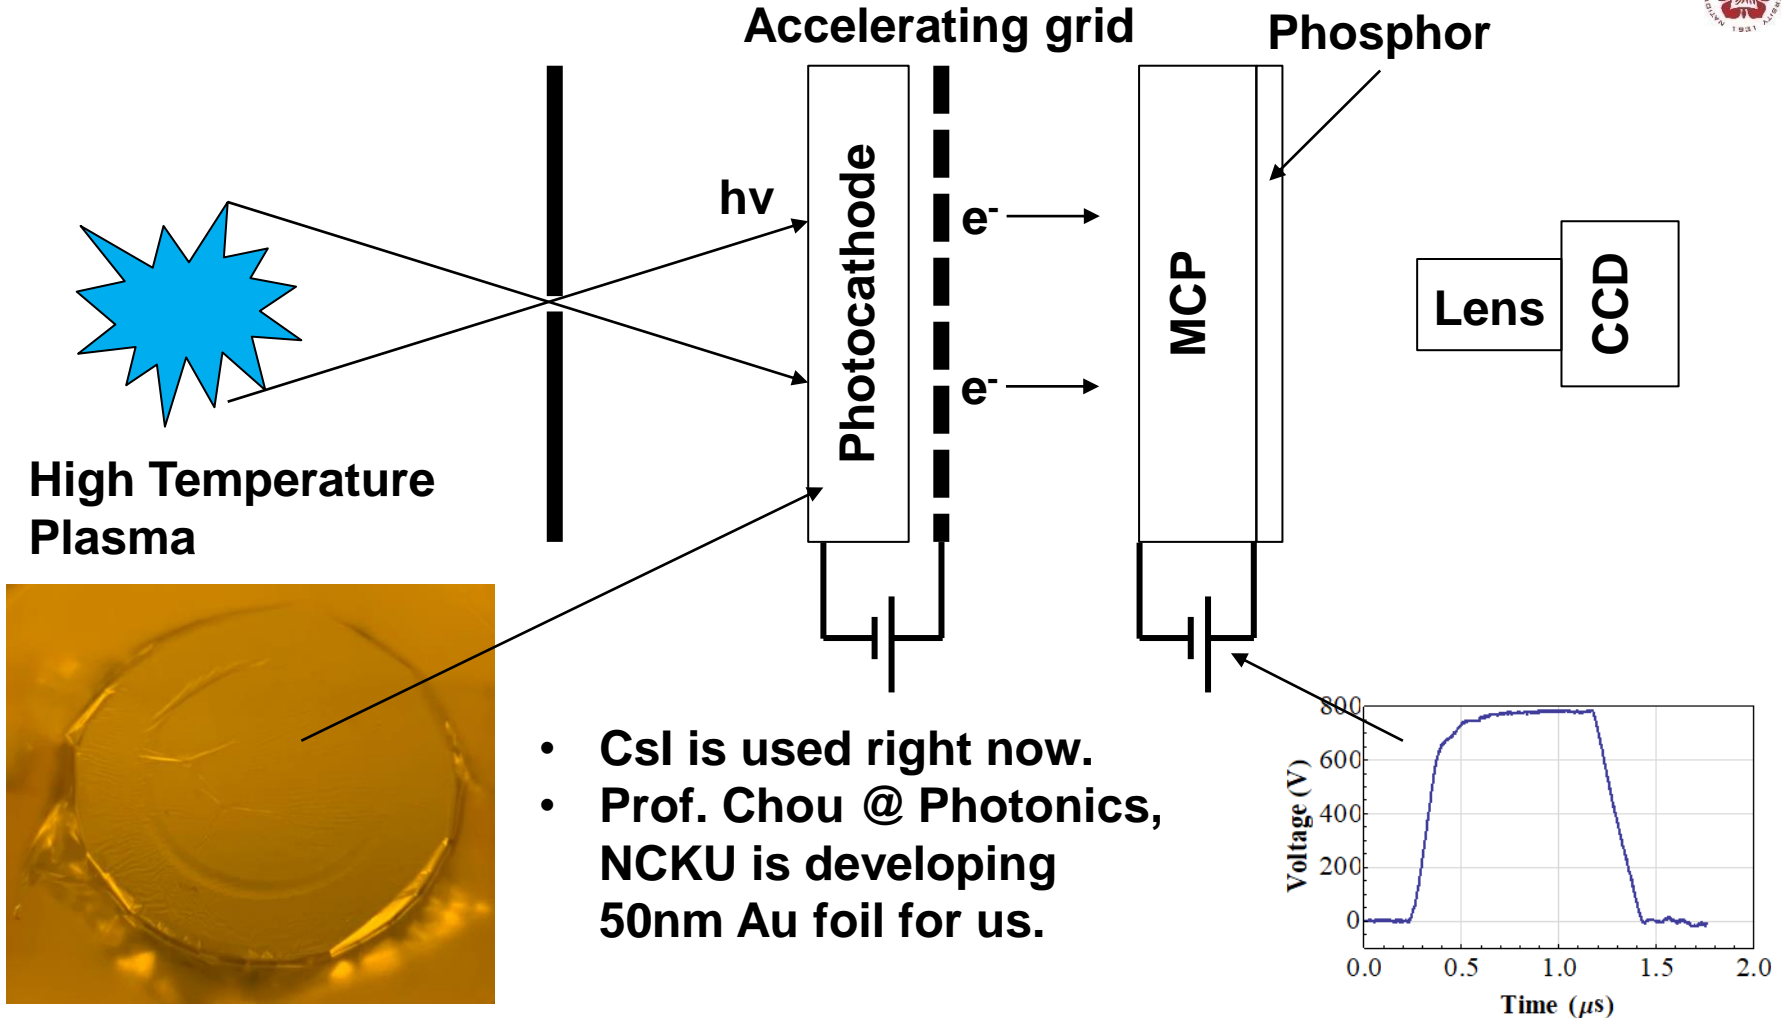 Accelerating grid
Phosphor
hν
Photocathode
e-
e-
MCP
Lens
CCD
High Temperature
Plasma
• CsI is used right now.
• Prof. Chou @ Photonics,
NCKU is developing
50nm Au foil for us.
800
600
400
200
0
Voltage (V)
0.0 0.5 1.0 1.5 2.0
Time (μs)